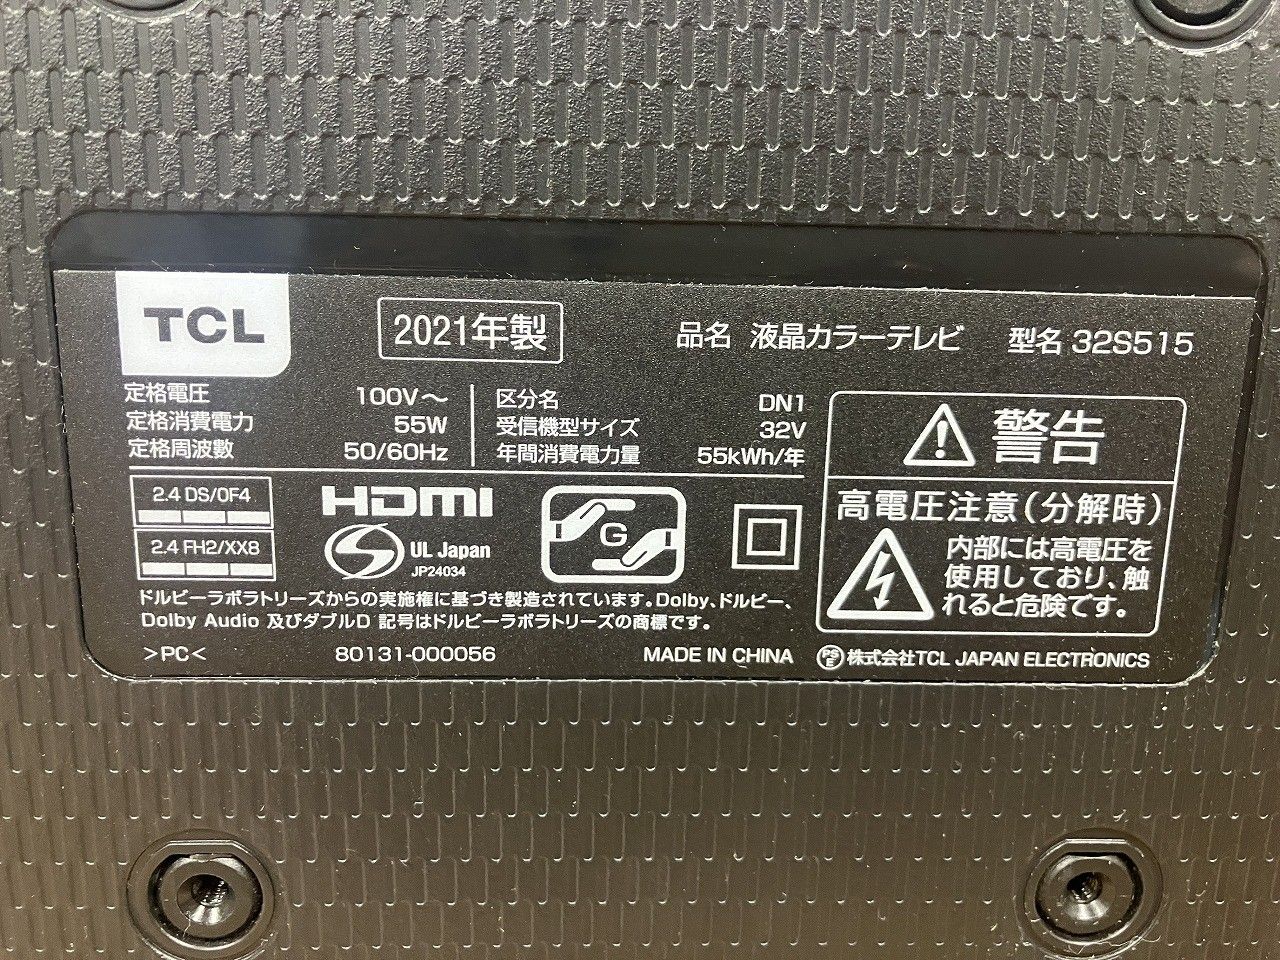 TCL
2021年製
品名 液晶カラーテレビ 型名 32S515
定格電圧 100V～
定格消費電力 55W
定格周波数 50/60Hz
区分名 DN1
受信機型サイズ 32V
年間消費電力量 55kWh/年
2.4 DS/OF4
2.4 FH2/XX8
HDMI
S UL Japan
JP24034
G
ドルビーラボラトリーズからの実施権に基づき製造されています。Dolby、ドルビー、
Dolby Audio 及びダブルD 記号はドルビーラボラトリーズの商標です。
警告
高電圧注意(分解時)
内部には高電圧を
使用しており、触
れると危険です。
>PC< 80131-000056 MADE IN CHINA PSE 株式会社TCL JAPAN ELECTRONICS